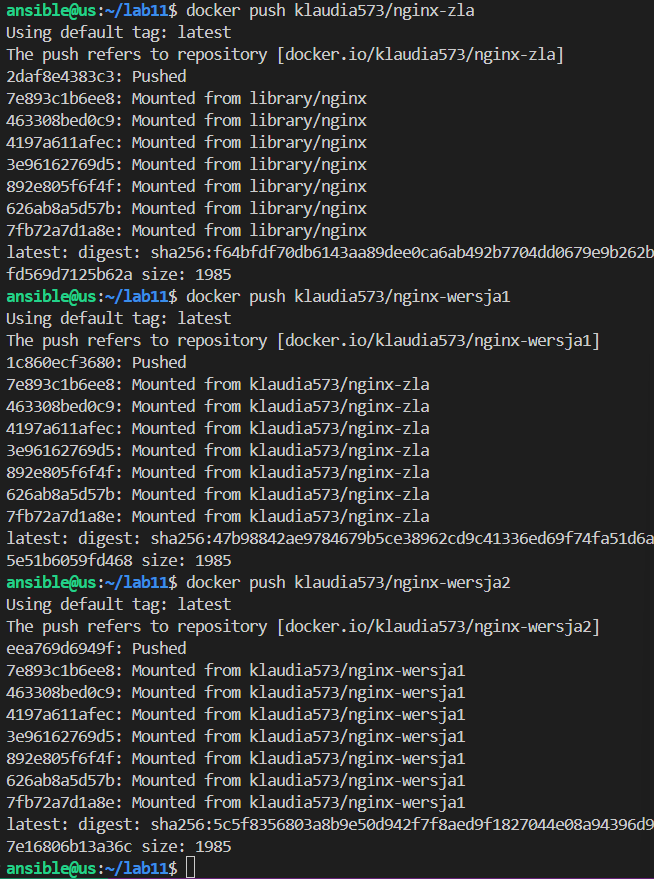 ansible@us:~/lab11$ docker push klaudia573/nginx-zla
Using default tag: latest
The push refers to repository [docker.io/klaudia573/nginx-zla]
2daf8e4383c3: Pushed
7e893c1b6ee8: Mounted from library/nginx
463308bed0c9: Mounted from library/nginx
4197a611afec: Mounted from library/nginx
3e96162769d5: Mounted from library/nginx
892e805f6f4f: Mounted from library/nginx
626ab8a5d57b: Mounted from library/nginx
7fb72a7d1a8e: Mounted from library/nginx
latest: digest: sha256:f64bfdf70db6143aa89dee0ca6ab492b7704dd0679e9b262b
fd569d7125b62a size: 1985
ansible@us:~/lab11$ docker push klaudia573/nginx-wersja1
Using default tag: latest
The push refers to repository [docker.io/klaudia573/nginx-wersja1]
1c860ecf3680: Pushed
7e893c1b6ee8: Mounted from klaudia573/nginx-zla
463308bed0c9: Mounted from klaudia573/nginx-zla
4197a611afec: Mounted from klaudia573/nginx-zla
3e96162769d5: Mounted from klaudia573/nginx-zla
892e805f6f4f: Mounted from klaudia573/nginx-zla
626ab8a5d57b: Mounted from klaudia573/nginx-zla
7fb72a7d1a8e: Mounted from klaudia573/nginx-zla
latest: digest: sha256:47b98842ae9784679b5ce38962cd9c41336ed69f74fa51d6a
5e51b6059fd468 size: 1985
ansible@us:~/lab11$ docker push klaudia573/nginx-wersja2
Using default tag: latest
The push refers to repository [docker.io/klaudia573/nginx-wersja2]
eea769d6949f: Pushed
7e893c1b6ee8: Mounted from klaudia573/nginx-wersja1
463308bed0c9: Mounted from klaudia573/nginx-wersja1
4197a611afec: Mounted from klaudia573/nginx-wersja1
3e96162769d5: Mounted from klaudia573/nginx-wersja1
892e805f6f4f: Mounted from klaudia573/nginx-wersja1
626ab8a5d57b: Mounted from klaudia573/nginx-wersja1
7fb72a7d1a8e: Mounted from klaudia573/nginx-wersja1
latest: digest: sha256:5c5f8356803a8b9e50d942f7f8aed9f1827044e08a94396d9
7e16806b13a36c size: 1985
ansible@us:~/lab11$